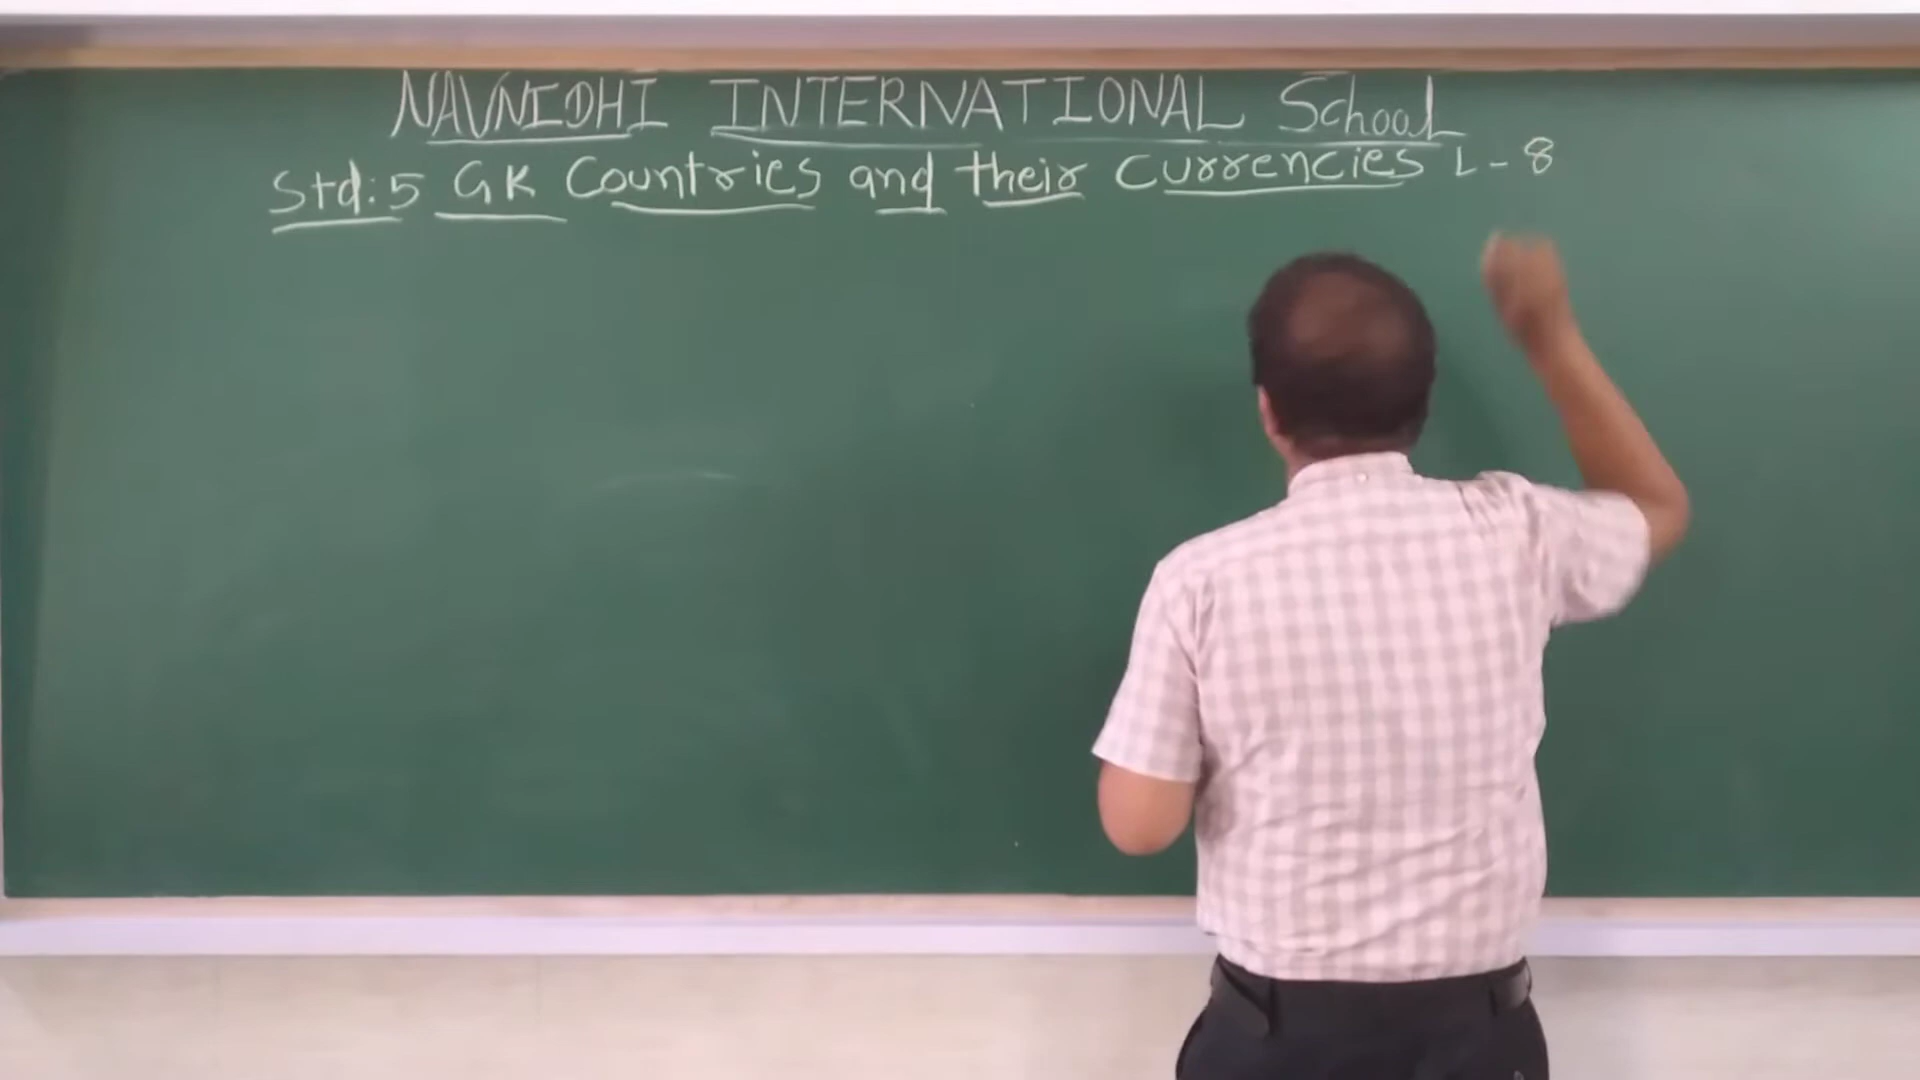 NAVNIDHI INTERNATIONAL School
Std:5 GK Countries and their Currencies L-8